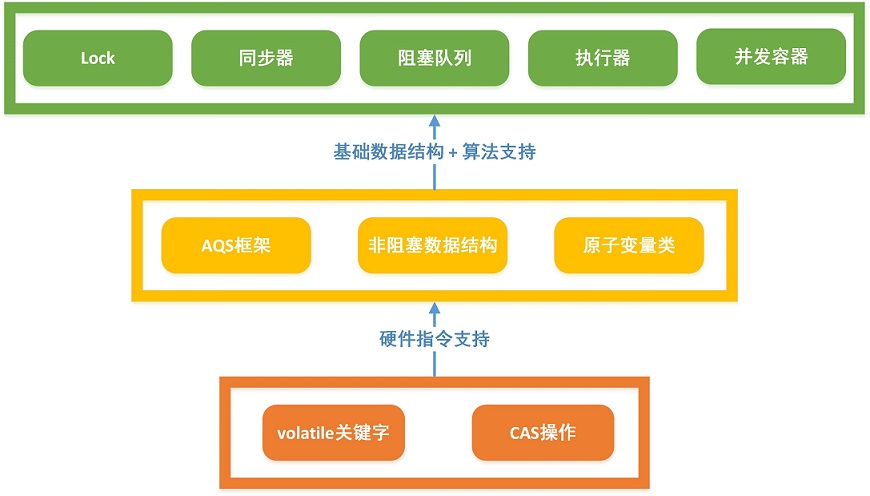 Lock
同步器
阻塞队列
执行器
并发容器
基础数据结构 + 算法支持
AQS框架
非阻塞数据结构
原子变量类
硬件指令支持
volatile关键字
CAS操作